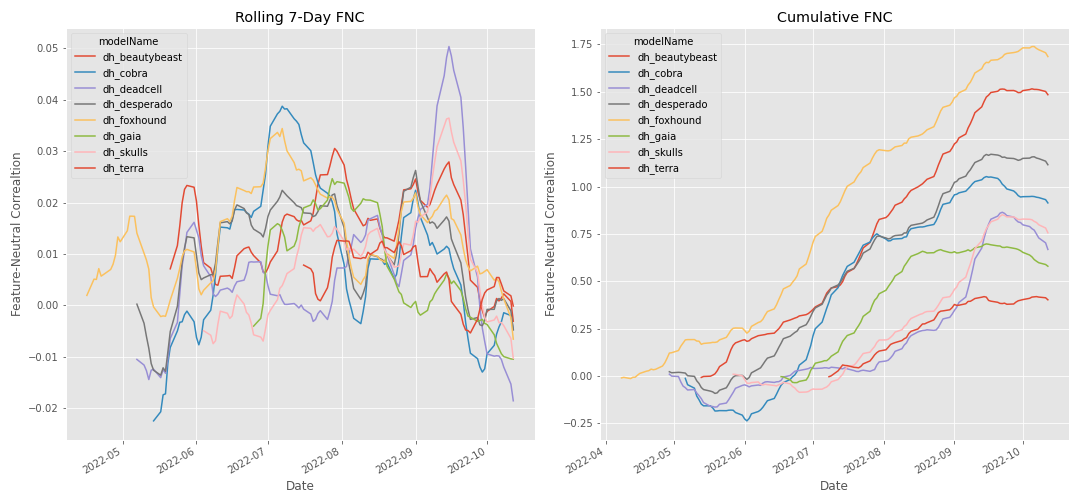 Rolling 7-Day FNC
Feature-Neutral Correaltion
0.05
0.04
0.03
0.02
0.01
0.00
−0.01
−0.02
modelName
dh_beautybeast
dh_cobra
dh_deadcell
dh_desperado
dh_foxhound
dh_gaia
dh_skulls
dh_terra
2022-05
2022-06
2022-07
2022-08
2022-09
2022-10
Date
Cumulative FNC
Feature-Neutral Correaltion
1.75
1.50
1.25
1.00
0.75
0.50
0.25
0.00
−0.25
modelName
dh_beautybeast
dh_cobra
dh_deadcell
dh_desperado
dh_foxhound
dh_gaia
dh_skulls
dh_terra
2022-04
2022-05
2022-06
2022-07
2022-08
2022-09
2022-10
Date